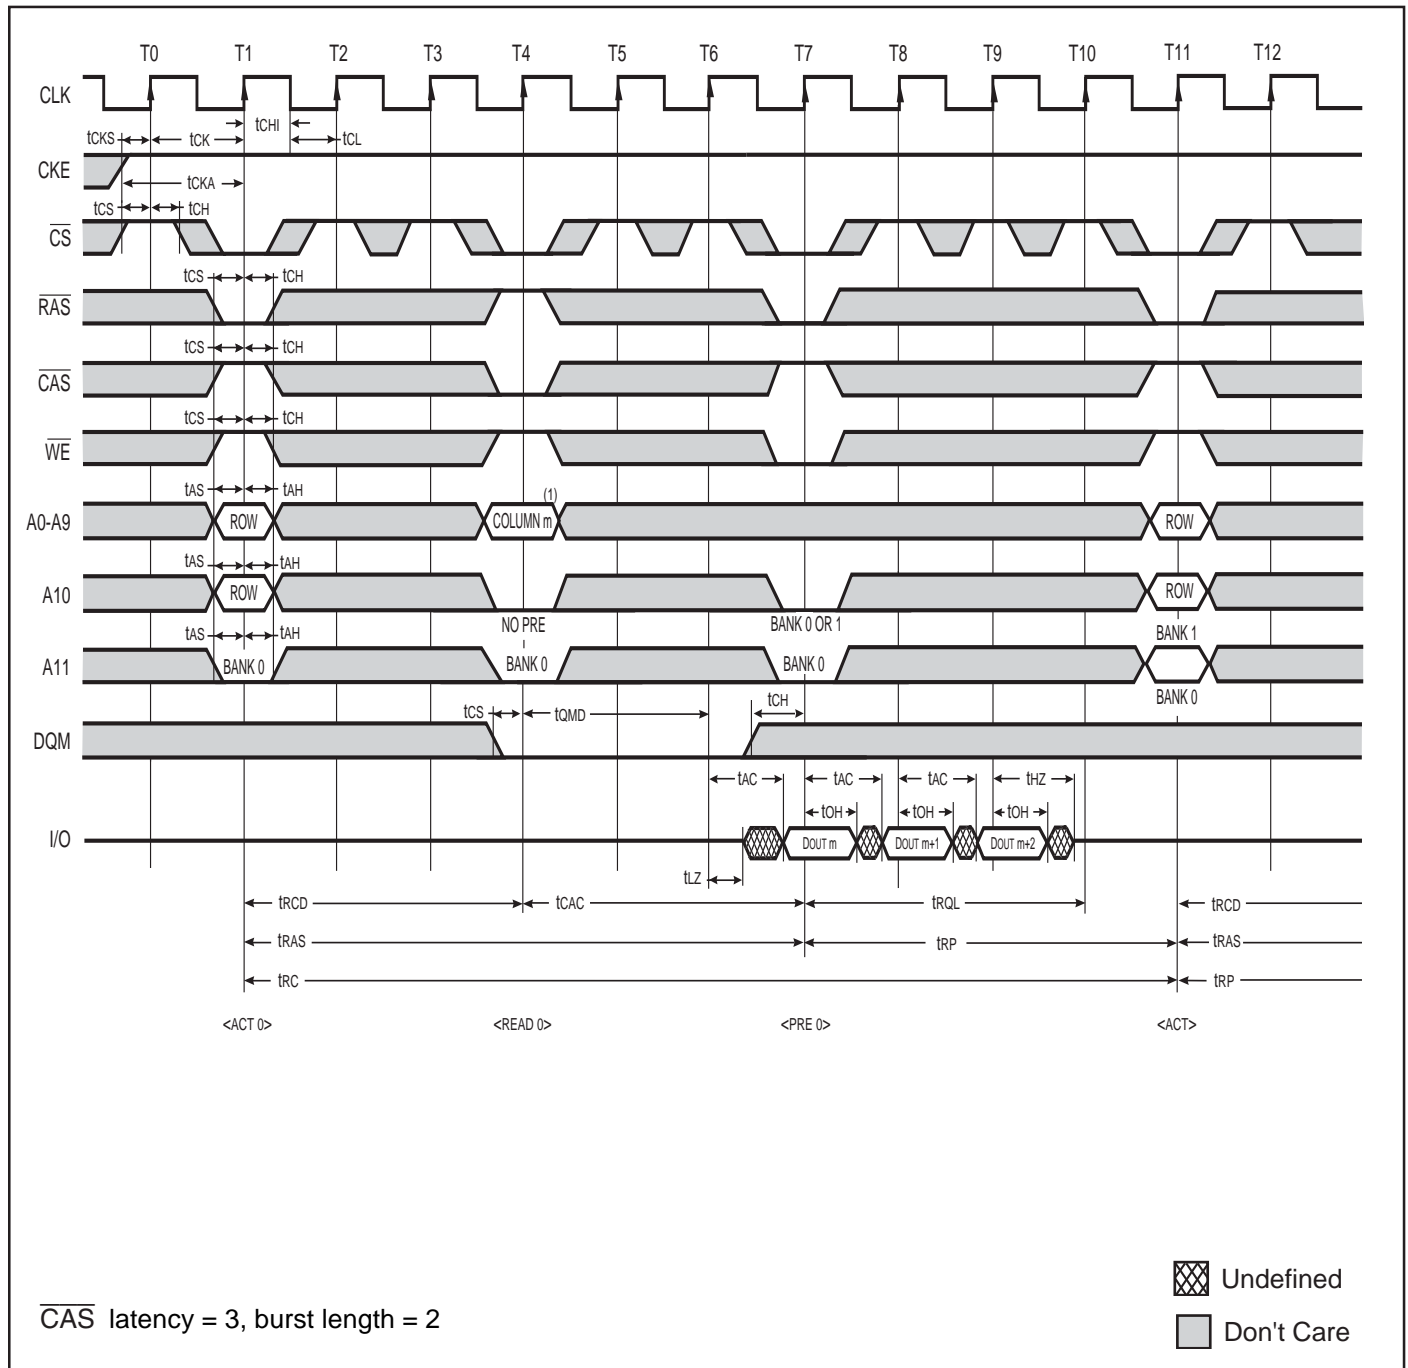 T0 T1 T2 T3 T4 T5 T6 T7 T8 T9 T10 T11 T12
CLK
tCHI
tCKS tCK tCL
CKE
tCKA
tCS tCH
CS
tCS tCH
RAS
tCS tCH
CAS
tCS tCH
WE
tAS tAH
(1)
A0-A9 ROW COLUMN m ROW
tAS tAH
A10 ROW ROW
NO PRE BANK 0 OR 1 BANK 1
tAS tAH
A11 BANK 0 BANK 0 BANK 0
BANK 0
tCS tQMD tCH
DQM
tAC tAC tAC tHZ
tOH tOH tOH
I/O DOUT m DOUT m+1 DOUT m+2
tLZ
tRCD tCAC tRQL tRCD
tRAS tRP tRAS
tRC tRP
<ACT 0> <READ 0> <PRE 0> <ACT>
Undefined
CAS latency = 3, burst length = 2
Don't Care